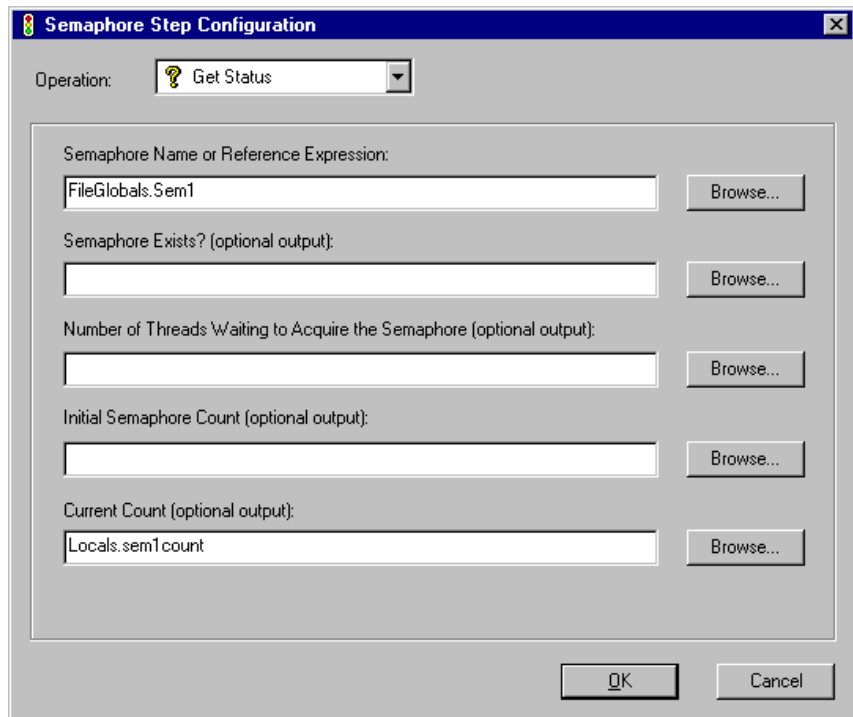 Semaphore Step Configuration
Operation: Get Status
Semaphore Name or Reference Expression:
FileGlobals.Sem1 Browse...
Semaphore Exists? (optional output):
Browse...
Number of Threads Waiting to Acquire the Semaphore (optional output):
Browse...
Initial Semaphore Count (optional output):
Browse...
Current Count (optional output):
Locals.sem1count Browse...
OK Cancel